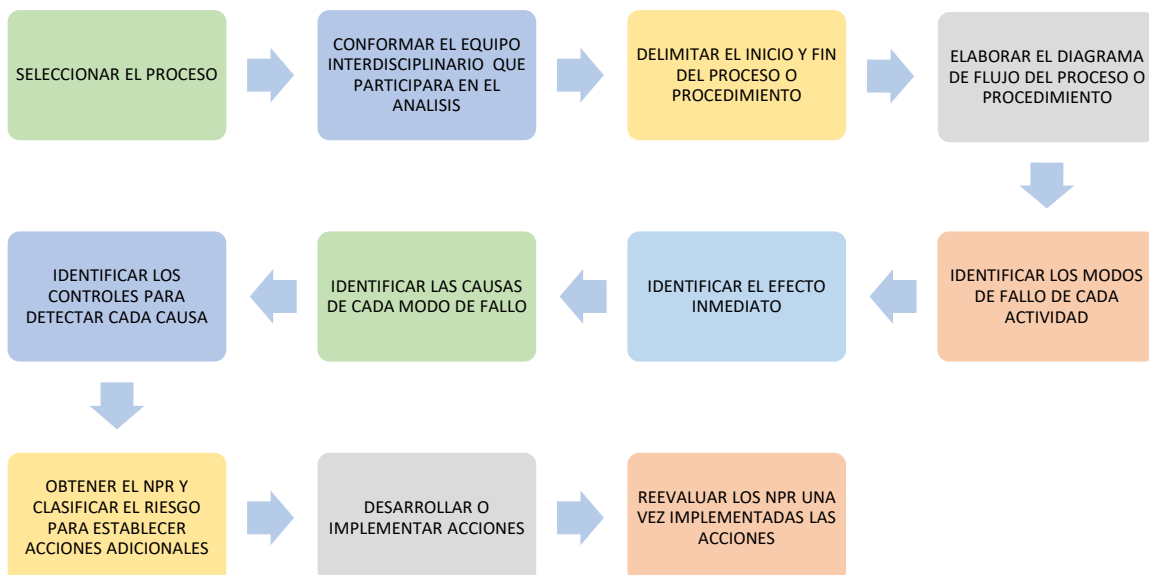 SELECCIONAR EL PROCESO
CONFORMAR EL EQUIPO
INTERDISCIPLINARIO QUE
PARTICIPARA EN EL
ANALISIS
DELIMITAR EL INICIO Y FIN
DEL PROCESO O
PROCEDIMIENTO
ELABORAR EL DIAGRAMA
DE FLUJO DEL PROCESO O
PROCEDIMIENTO
IDENTIFICAR LOS MODOS
DE FALLO DE CADA
ACTIVIDAD
IDENTIFICAR EL EFECTO
INMEDIATO
IDENTIFICAR LAS CAUSAS
DE CADA MODO DE FALLO
IDENTIFICAR LOS
CONTROLES PARA
DETECTAR CADA CAUSA
OBTENER EL NPR Y
CLASIFICAR EL RIESGO
PARA ESTABLECER
ACCIONES ADICIONALES
DESARROLLAR O
IMPLEMENTAR ACCIONES
REEVALUAR LOS NPR UNA
VEZ IMPLEMENTADAS LAS
ACCIONES